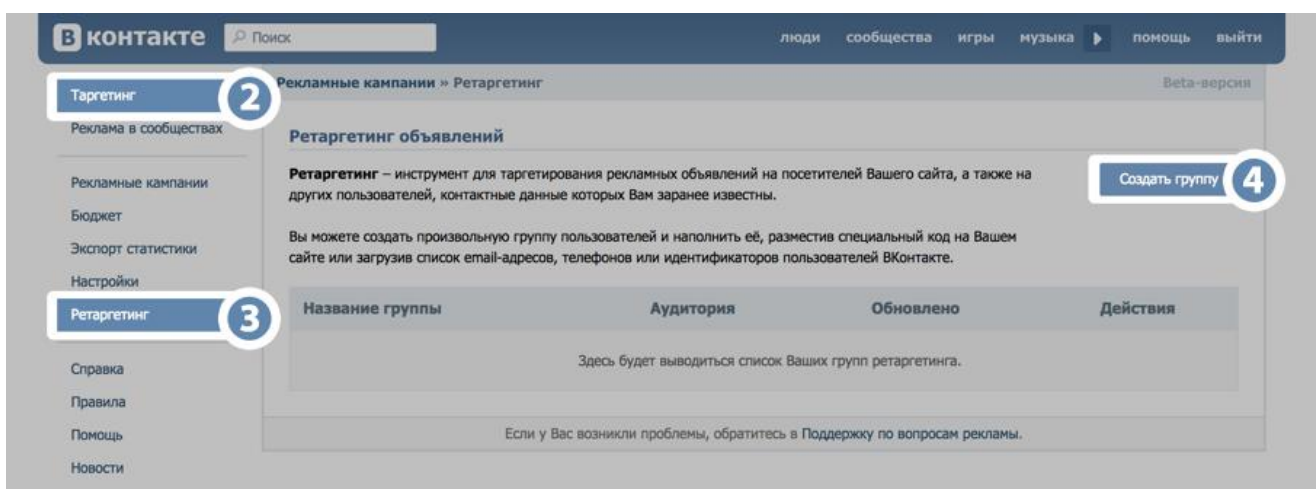 В контакте Поиск люди сообщества игры музыка помощь выйти
Таргетинг 2
Реклама в сообществах
Рекламные кампании
Бюджет
Экспорт статистики
Настройки
Ретаргетинг 3
Справка
Правила
Помощь
Новости
Рекламные кампании » Ретаргетинг Beta-версия
Ретаргетинг объявлений
Ретаргетинг – инструмент для таргетирования рекламных объявлений на посетителей Вашего сайта, а также на
других пользователей, контактные данные которых Вам заранее известны.
Создать группу 4
Вы можете создать произвольную группу пользователей и наполнить её, разместив специальный код на Вашем
сайте или загрузив список email-адресов, телефонов или идентификаторов пользователей ВКонтакте.
Название группы Аудитория Обновлено Действия
Здесь будет выводиться список Ваших групп ретаргетинга.
Если у Вас возникли проблемы, обратитесь в Поддержку по вопросам рекламы.